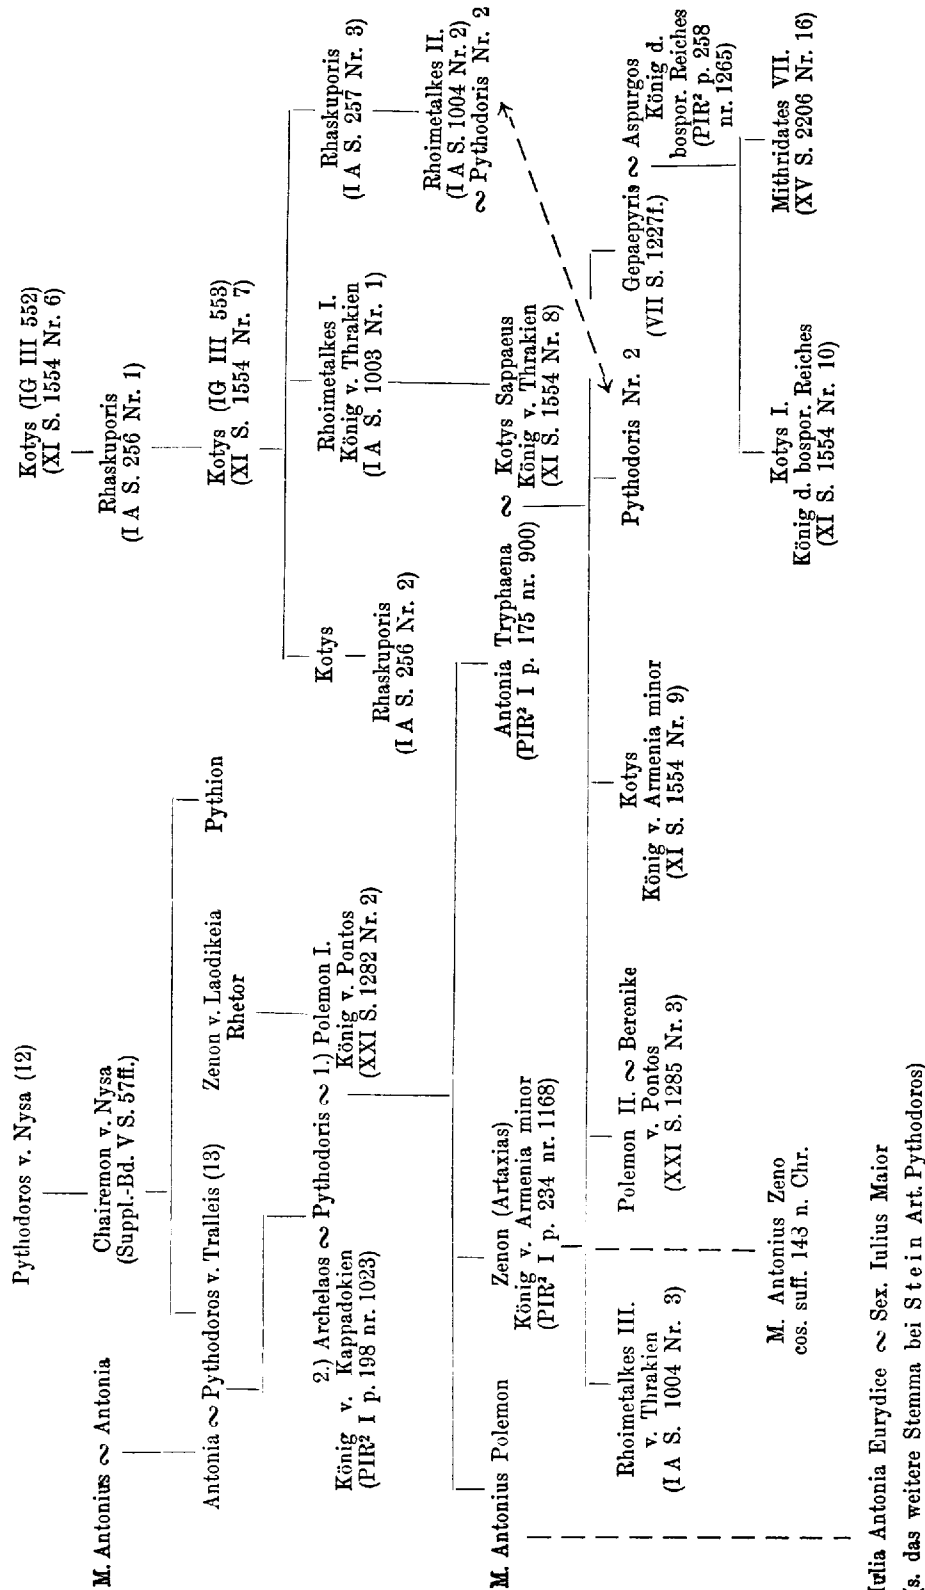 Pythodoros v. Nysa (12)
Kotys (IG III 552)
(XI S. 1554 Nr. 6)
M. Antonius ∾ Antonia
Chairemon v. Nysa
(Suppl.-Bd. V S. 57ff.)
Rhaskuporis
(I A S. 256 Nr. 1)
Antonia ∾ Pythodoros v. Tralleis (13)
Zenon v. Laodikeia
Rhetor
Pythion
Kotys (IG III 553)
(XI S. 1554 Nr. 7)
2.) Archelaos ∾ Pythodoris ∾ 1.) Polemon I.
König v. Kappadokien
(PIR² I p. 198 nr. 1023)
König v. Pontos
(XXI S. 1282 Nr. 2)
Kotys
Rhoimetalkes I.
König v. Thrakien
(I A S. 1003 Nr. 1)
Rhaskuporis
(I A S. 257 Nr. 3)
Rhaskuporis
(I A S. 256 Nr. 2)
Rhoimetalkes II.
(I A S. 1004 Nr. 2)
∾ Pythodoris Nr. 2
M. Antonius Polemon
Zenon (Artaxias)
König v. Armenia minor
(PIR² I p. 234 nr. 1168)
Antonia Tryphaena ∾ Kotys Sappaeus
(PIR² I p. 175 nr. 900)
König v. Thrakien
(XI S. 1554 Nr. 8)
Rhoimetalkes III.
v. Thrakien
(I A S. 1004 Nr. 3)
Polemon II. ∾ Berenike
v. Pontos
(XXI S. 1285 Nr. 3)
Kotys
König v. Armenia minor
(XI S. 1554 Nr. 9)
Pythodoris Nr. 2
Gepaepyris ∾ Aspurgos
(VII S. 1227f.)
König d.
bospor. Reiches
(PIR² p. 258
nr. 1265)
M. Antonius Zeno
cos. suff. 143 n. Chr.
Kotys I.
König d. bospor. Reiches
(XI S. 1554 Nr. 10)
Mithridates VII.
(XV S. 2206 Nr. 16)
Iulia Antonia Eurydice ∾ Sex. Iulius Maior
(s. das weitere Stemma bei Stein Art. Pythodoros)